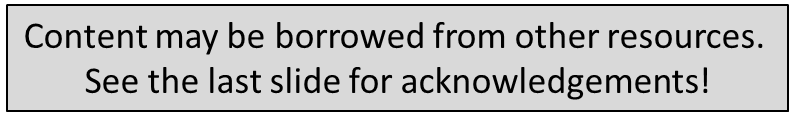 Content may be borrowed from other resources.
See the last slide for acknowledgements!